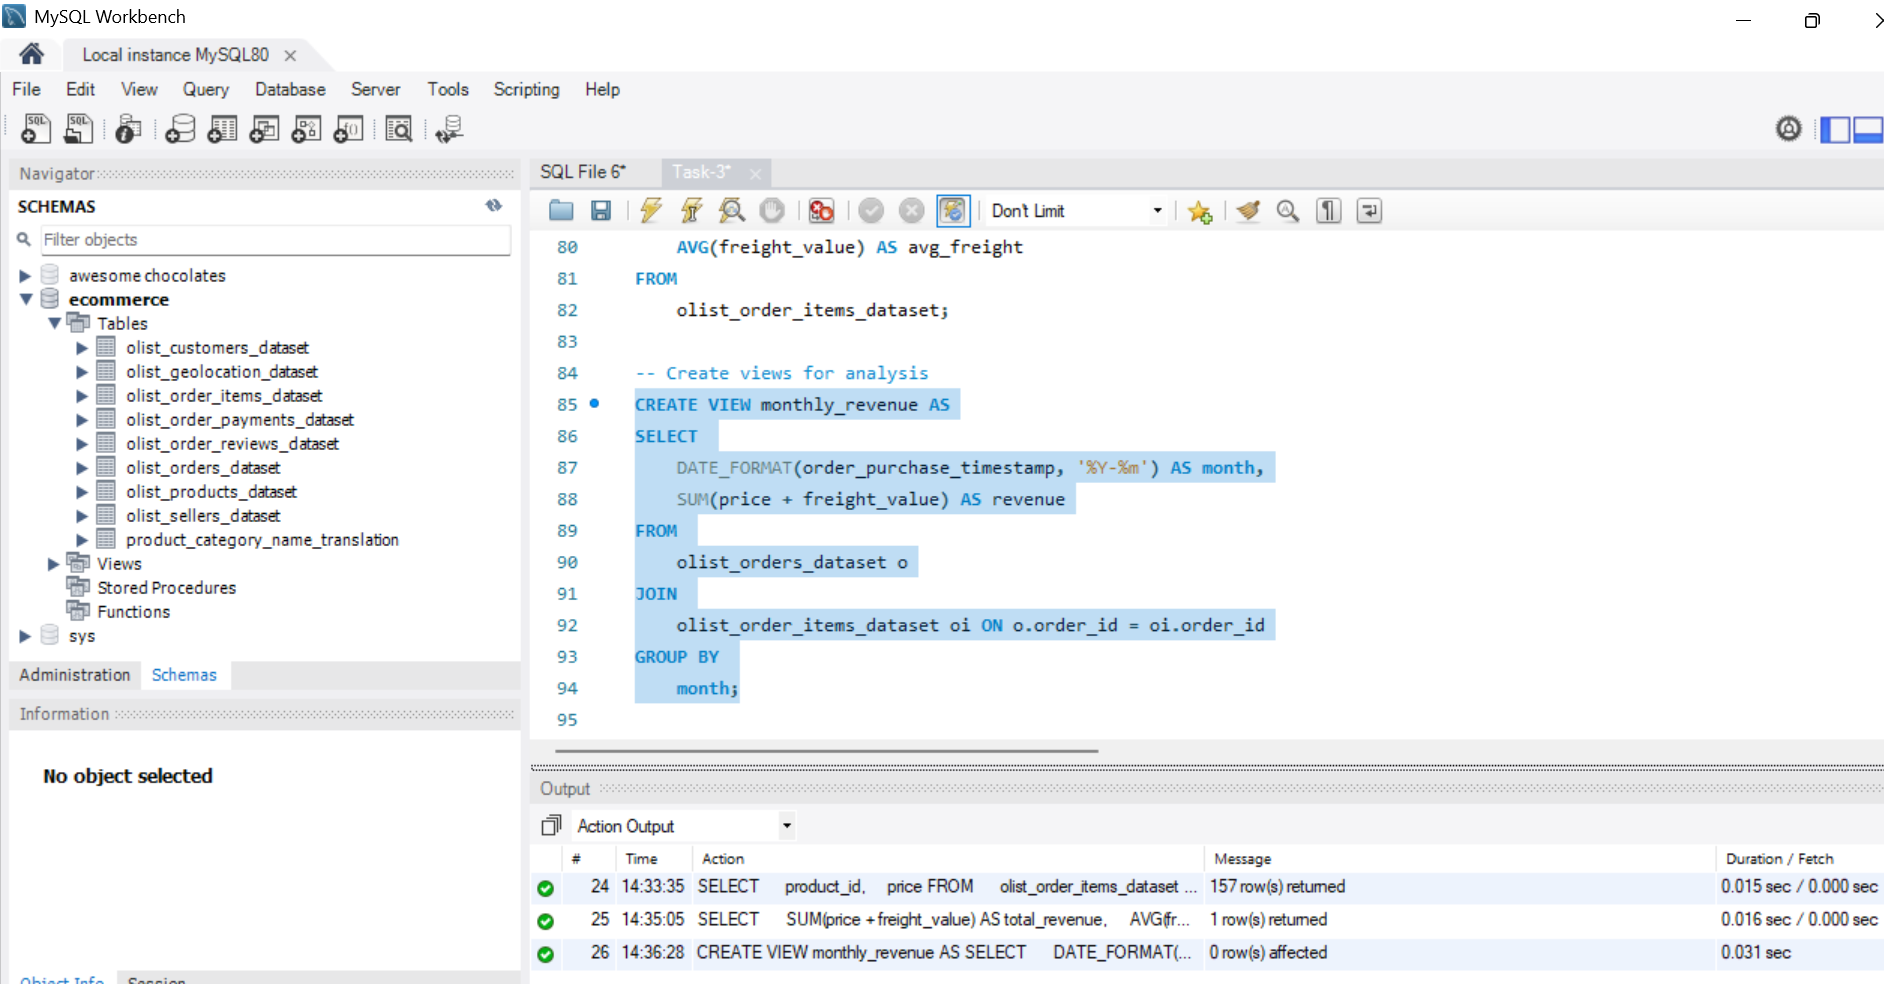 MySQL Workbench
Local instance MySQL80
File Edit View Query Database Server Tools Scripting Help
Navigator
SCHEMAS
Filter objects
awesome chocolates
ecommerce
Tables
olist_customers_dataset
olist_geolocation_dataset
olist_order_items_dataset
olist_order_payments_dataset
olist_order_reviews_dataset
olist_orders_dataset
olist_products_dataset
olist_sellers_dataset
product_category_name_translation
Views
Stored Procedures
Functions
sys
Administration Schemas
Information
No object selected
Object Info Session
SQL File 6* Task-3*
Don't Limit
80 AVG(freight_value) AS avg_freight
81 FROM
82 olist_order_items_dataset;
83
84 -- Create views for analysis
85 CREATE VIEW monthly_revenue AS
86 SELECT
87 DATE_FORMAT(order_purchase_timestamp, '%Y-%m') AS month,
88 SUM(price + freight_value) AS revenue
89 FROM
90 olist_orders_dataset o
91 JOIN
92 olist_order_items_dataset oi ON o.order_id = oi.order_id
93 GROUP BY
94 month;
95
Output
Action Output
# Time Action Message Duration / Fetch
24 14:33:35 SELECT product_id, price FROM olist_order_items_dataset ... 157 row(s) returned 0.015 sec / 0.000 sec
25 14:35:05 SELECT SUM(price + freight_value) AS total_revenue, AVG(fr... 1 row(s) returned 0.016 sec / 0.000 sec
26 14:36:28 CREATE VIEW monthly_revenue AS SELECT DATE_FORMAT(... 0 row(s) affected 0.031 sec